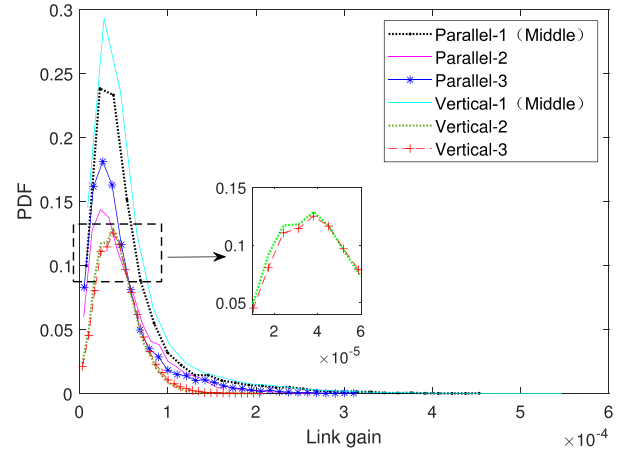 0.3
0.25
0.2
0.15
0.1
0.05
0
PDF
Parallel-1（Middle）
Parallel-2
Parallel-3
Vertical-1（Middle）
Vertical-2
Vertical-3
0.15
0.1
0.05
2 4 6
×10⁻⁵
0 1 2 3 4 5 6
Link gain
×10⁻⁴